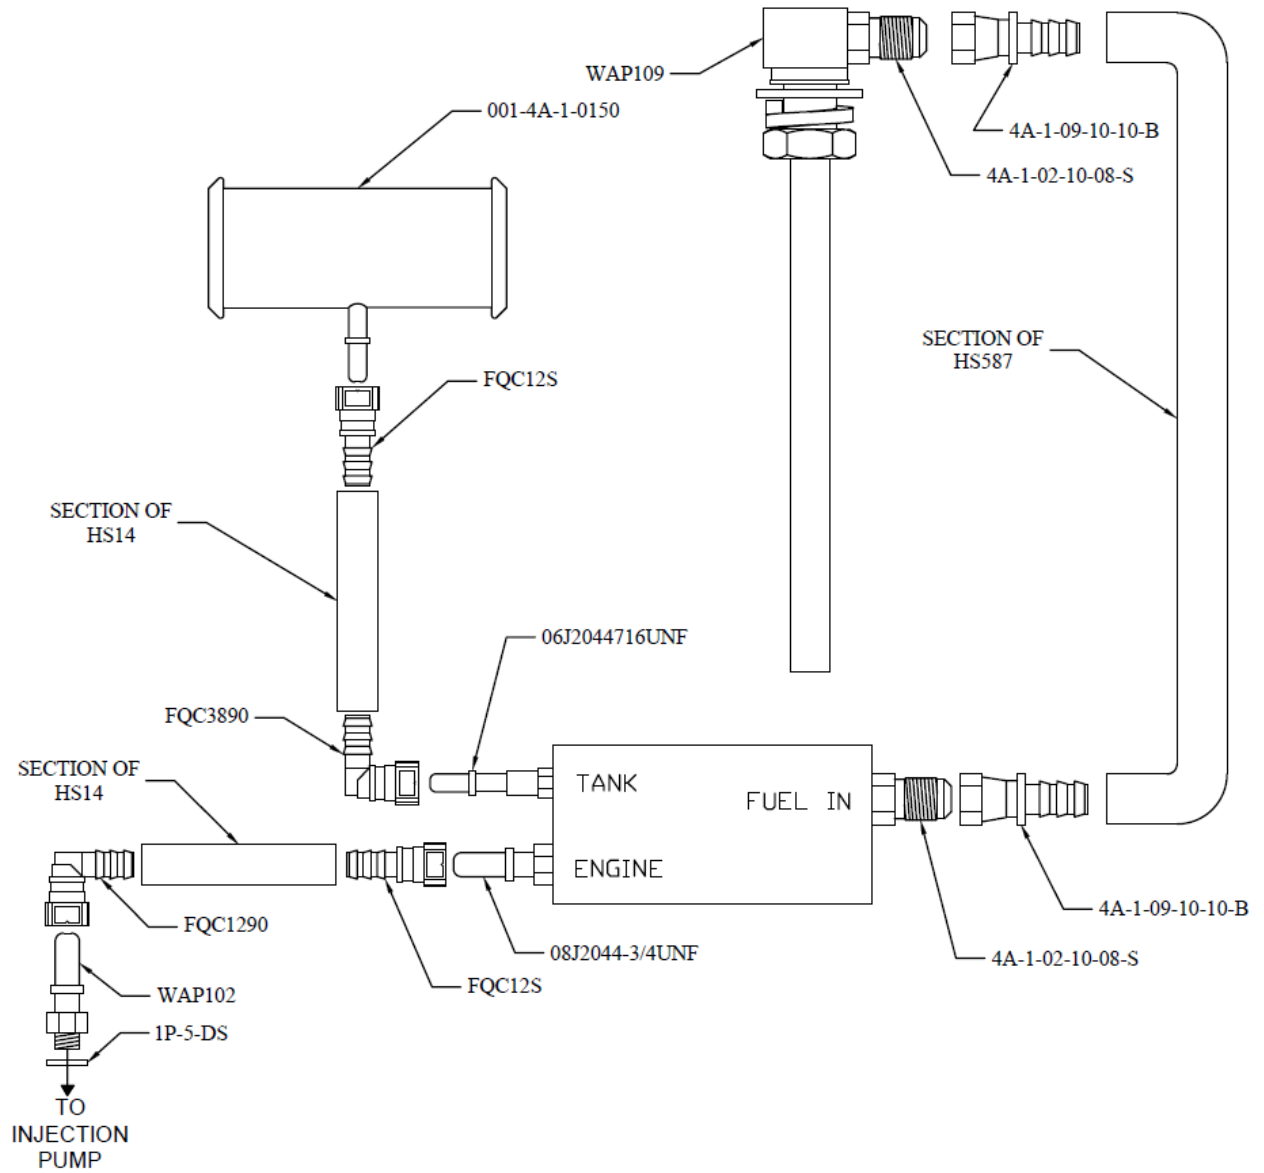 WAP109
001-4A-1-0150
4A-1-09-10-10-B
4A-1-02-10-08-S
SECTION OF
HS587
FQC12S
SECTION OF
HS14
06J2044716UNF
FQC3890
SECTION OF
HS14
TANK
FUEL IN
ENGINE
4A-1-09-10-10-B
FQC1290
08J2044-3/4UNF
4A-1-02-10-08-S
FQC12S
WAP102
1P-5-DS
TO
INJECTION
PUMP